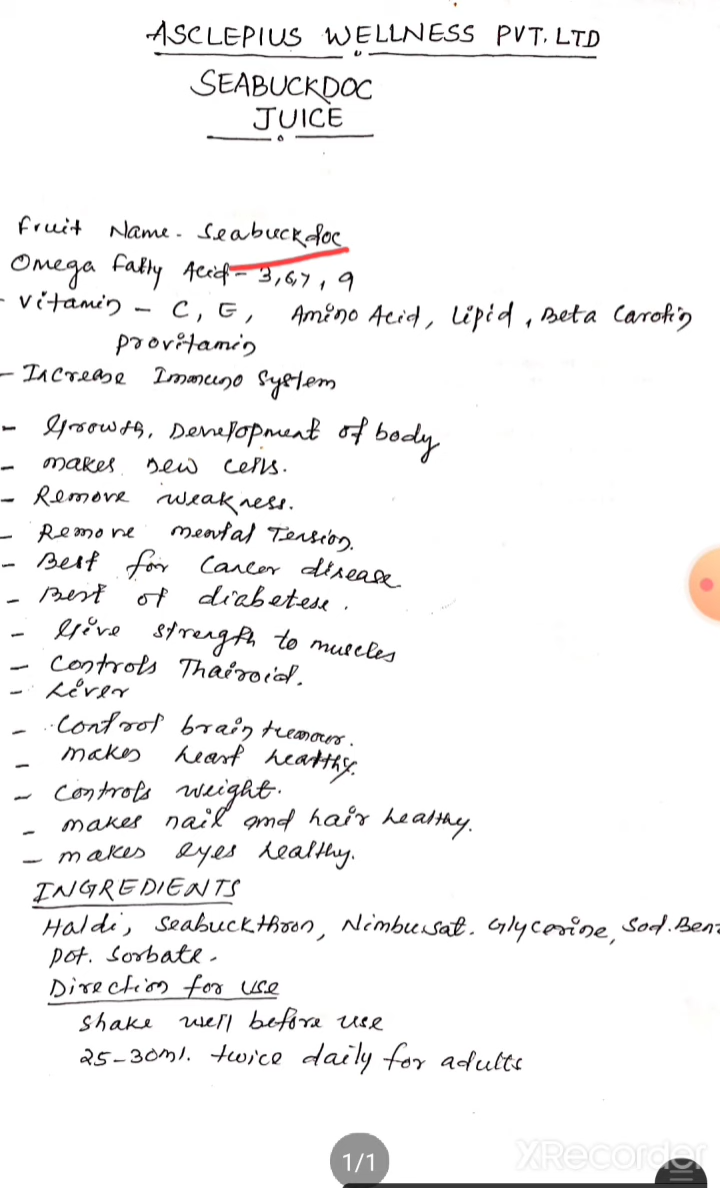 ASCLEPIUS WELLNESS PVT. LTD
SEABUCKDOC
JUICE
Fruit Name - Seabuckdoc
Omega Fatty Acid - 3,6,7, 9
- Vitamin - C, E, Amino Acid, Lipid, Beta Carotin
provitamin
- Increase Immuno System
- Growth, Development of body
- makes new cells.
- Remove weakness.
- Remove mental Tension.
- Best for Cancer disease
- Best of diabetese.
- Give strength to muscles
- Controls Thairoid.
- Liver
- Control brain tumour.
- makes heart healthy.
- Controls weight.
- makes nail and hair healthy.
- makes eyes healthy.
INGREDIENTS
Haldi, Seabuckthron, Nimbu sat. Glycerine, Sod. Benz
Pot. Sorbate.
Direction for use
Shake well before use
25-30ml. twice daily for adults
1/1
XRecorder